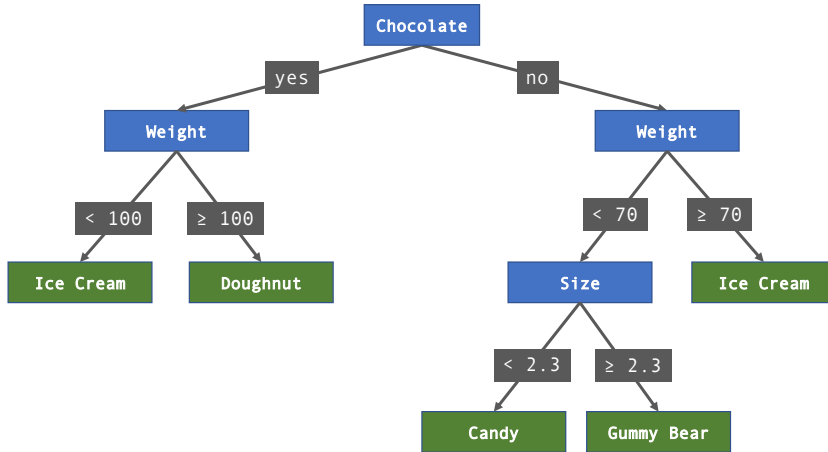 Chocolate
yes
no
Weight
Weight
< 100
≥ 100
< 70
≥ 70
Ice Cream
Doughnut
Size
Ice Cream
< 2.3
≥ 2.3
Candy
Gummy Bear